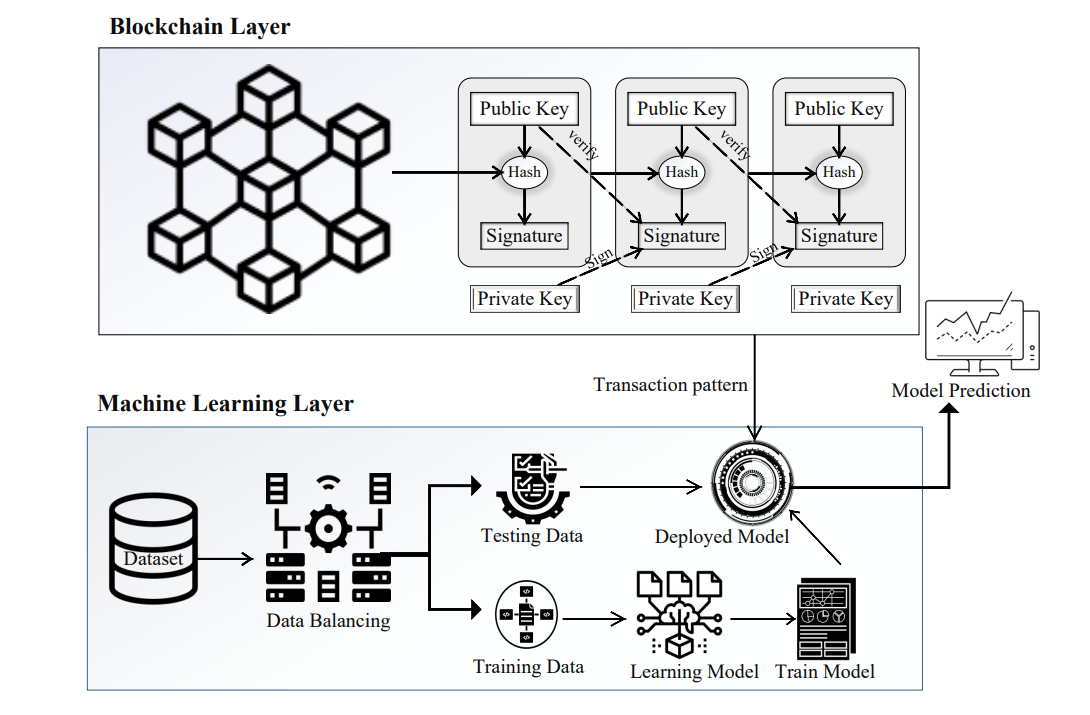 Blockchain Layer
Public Key
Public Key
Public Key
verify
verify
Hash
Hash
Hash
Signature
Signature
Signature
Sign
Sign
Private Key
Private Key
Private Key
Transaction pattern
Model Prediction
Machine Learning Layer
Dataset
Data Balancing
Testing Data
Deployed Model
Training Data
Learning Model
Train Model